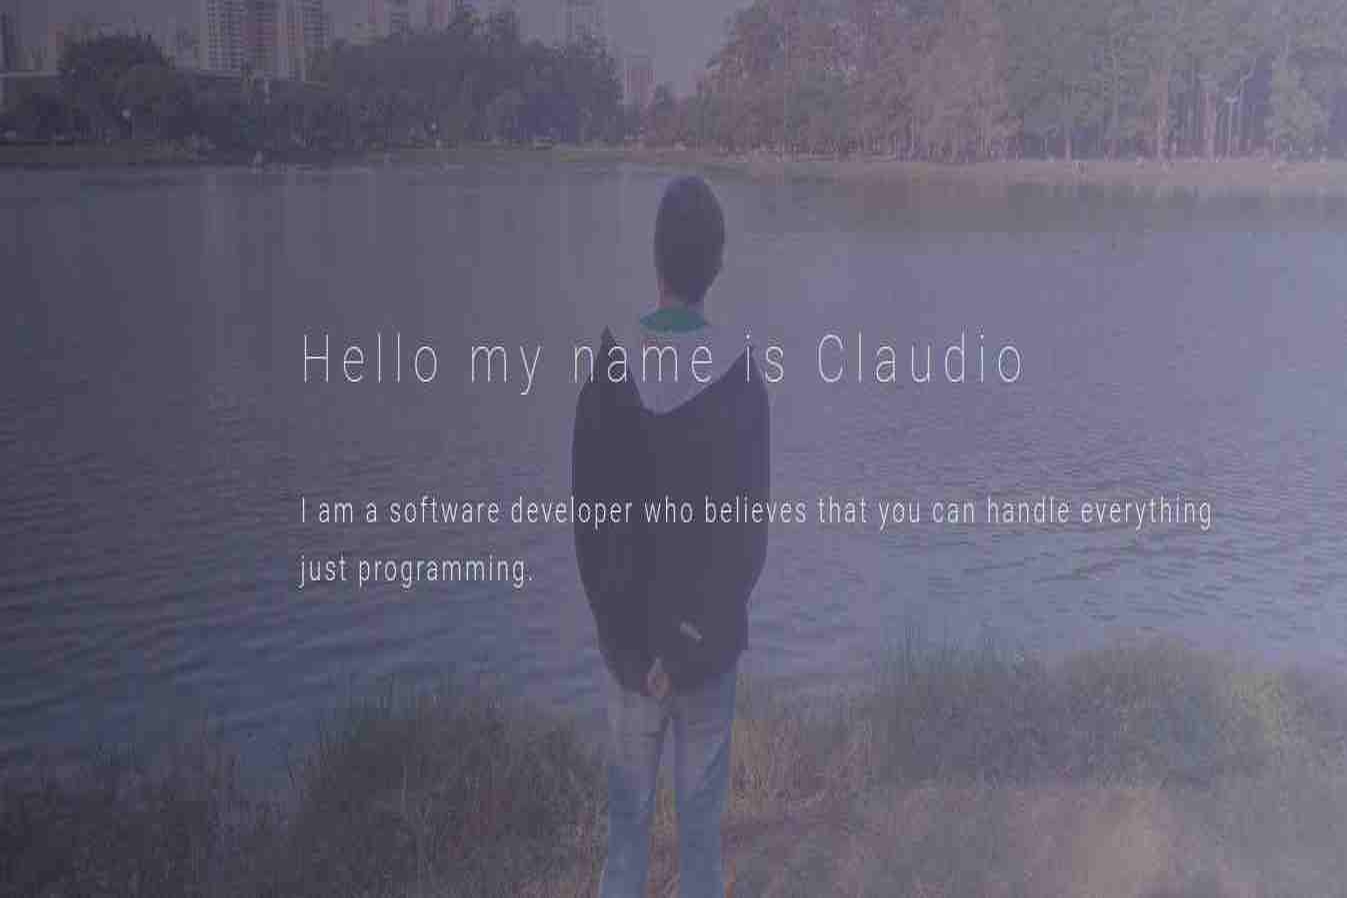 Hello my name is Claudio
I am a software developer who believes that you can handle everything
just programming.